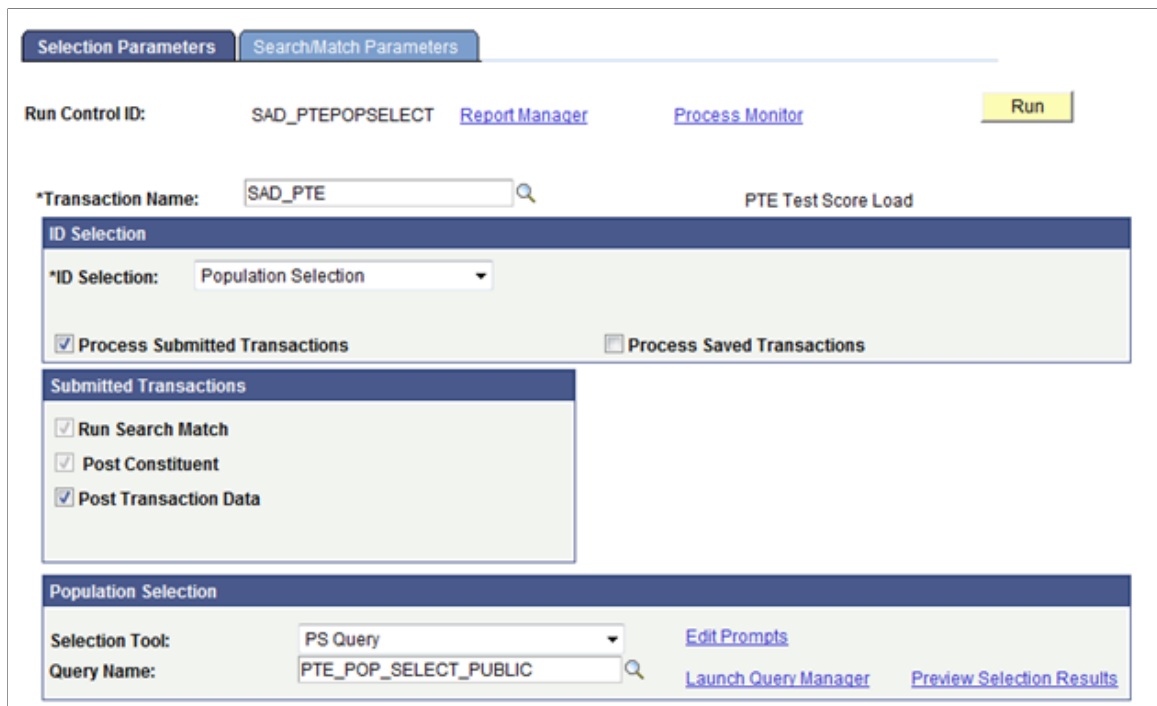 Selection Parameters Search/Match Parameters
Run Control ID: SAD_PTEPOPSELECT Report Manager Process Monitor Run
*Transaction Name: SAD_PTE PTE Test Score Load
ID Selection
*ID Selection: Population Selection
Process Submitted Transactions Process Saved Transactions
Submitted Transactions
Run Search Match
Post Constituent
Post Transaction Data
Population Selection
Selection Tool: PS Query Edit Prompts
Query Name: PTE_POP_SELECT_PUBLIC Launch Query Manager Preview Selection Results